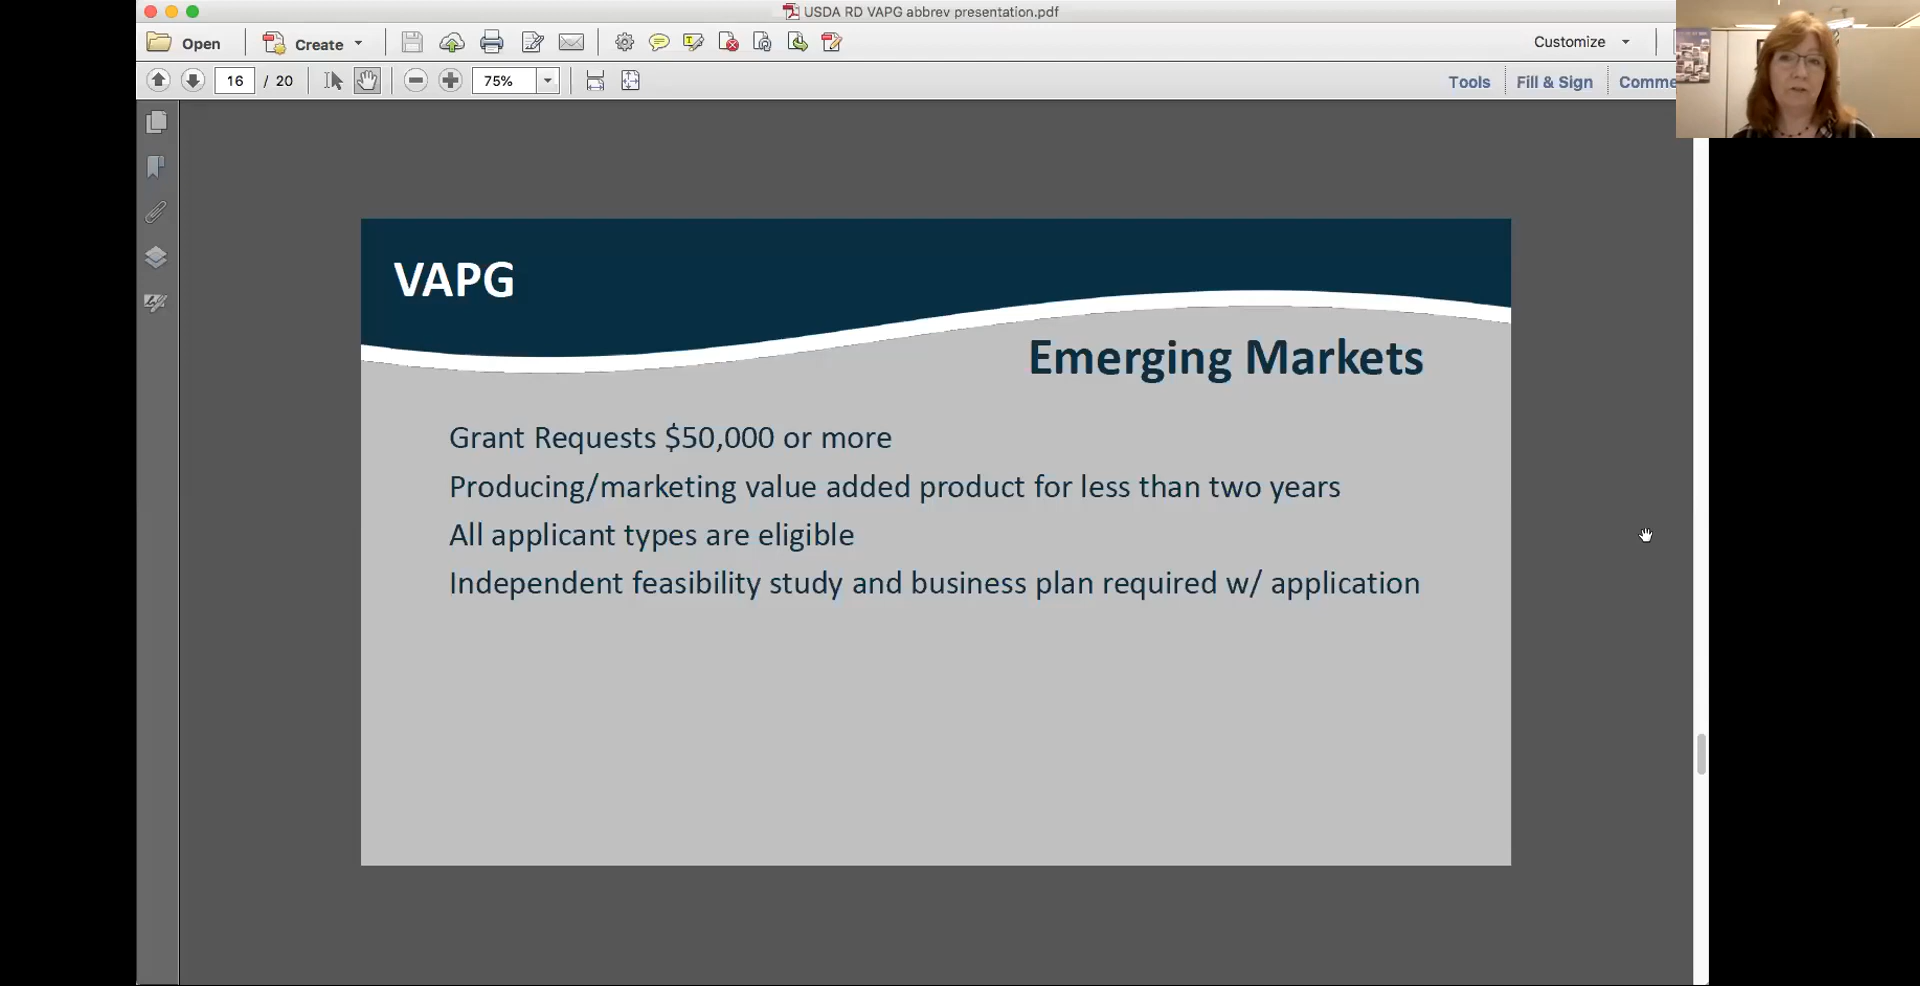 USDA RD VAPG abbrev presentation.pdf
Open
Create
Customize
16 / 20
75%
Tools
Fill & Sign
Comme
VAPG
Emerging Markets
Grant Requests $50,000 or more
Producing/marketing value added product for less than two years
All applicant types are eligible
Independent feasibility study and business plan required w/ application